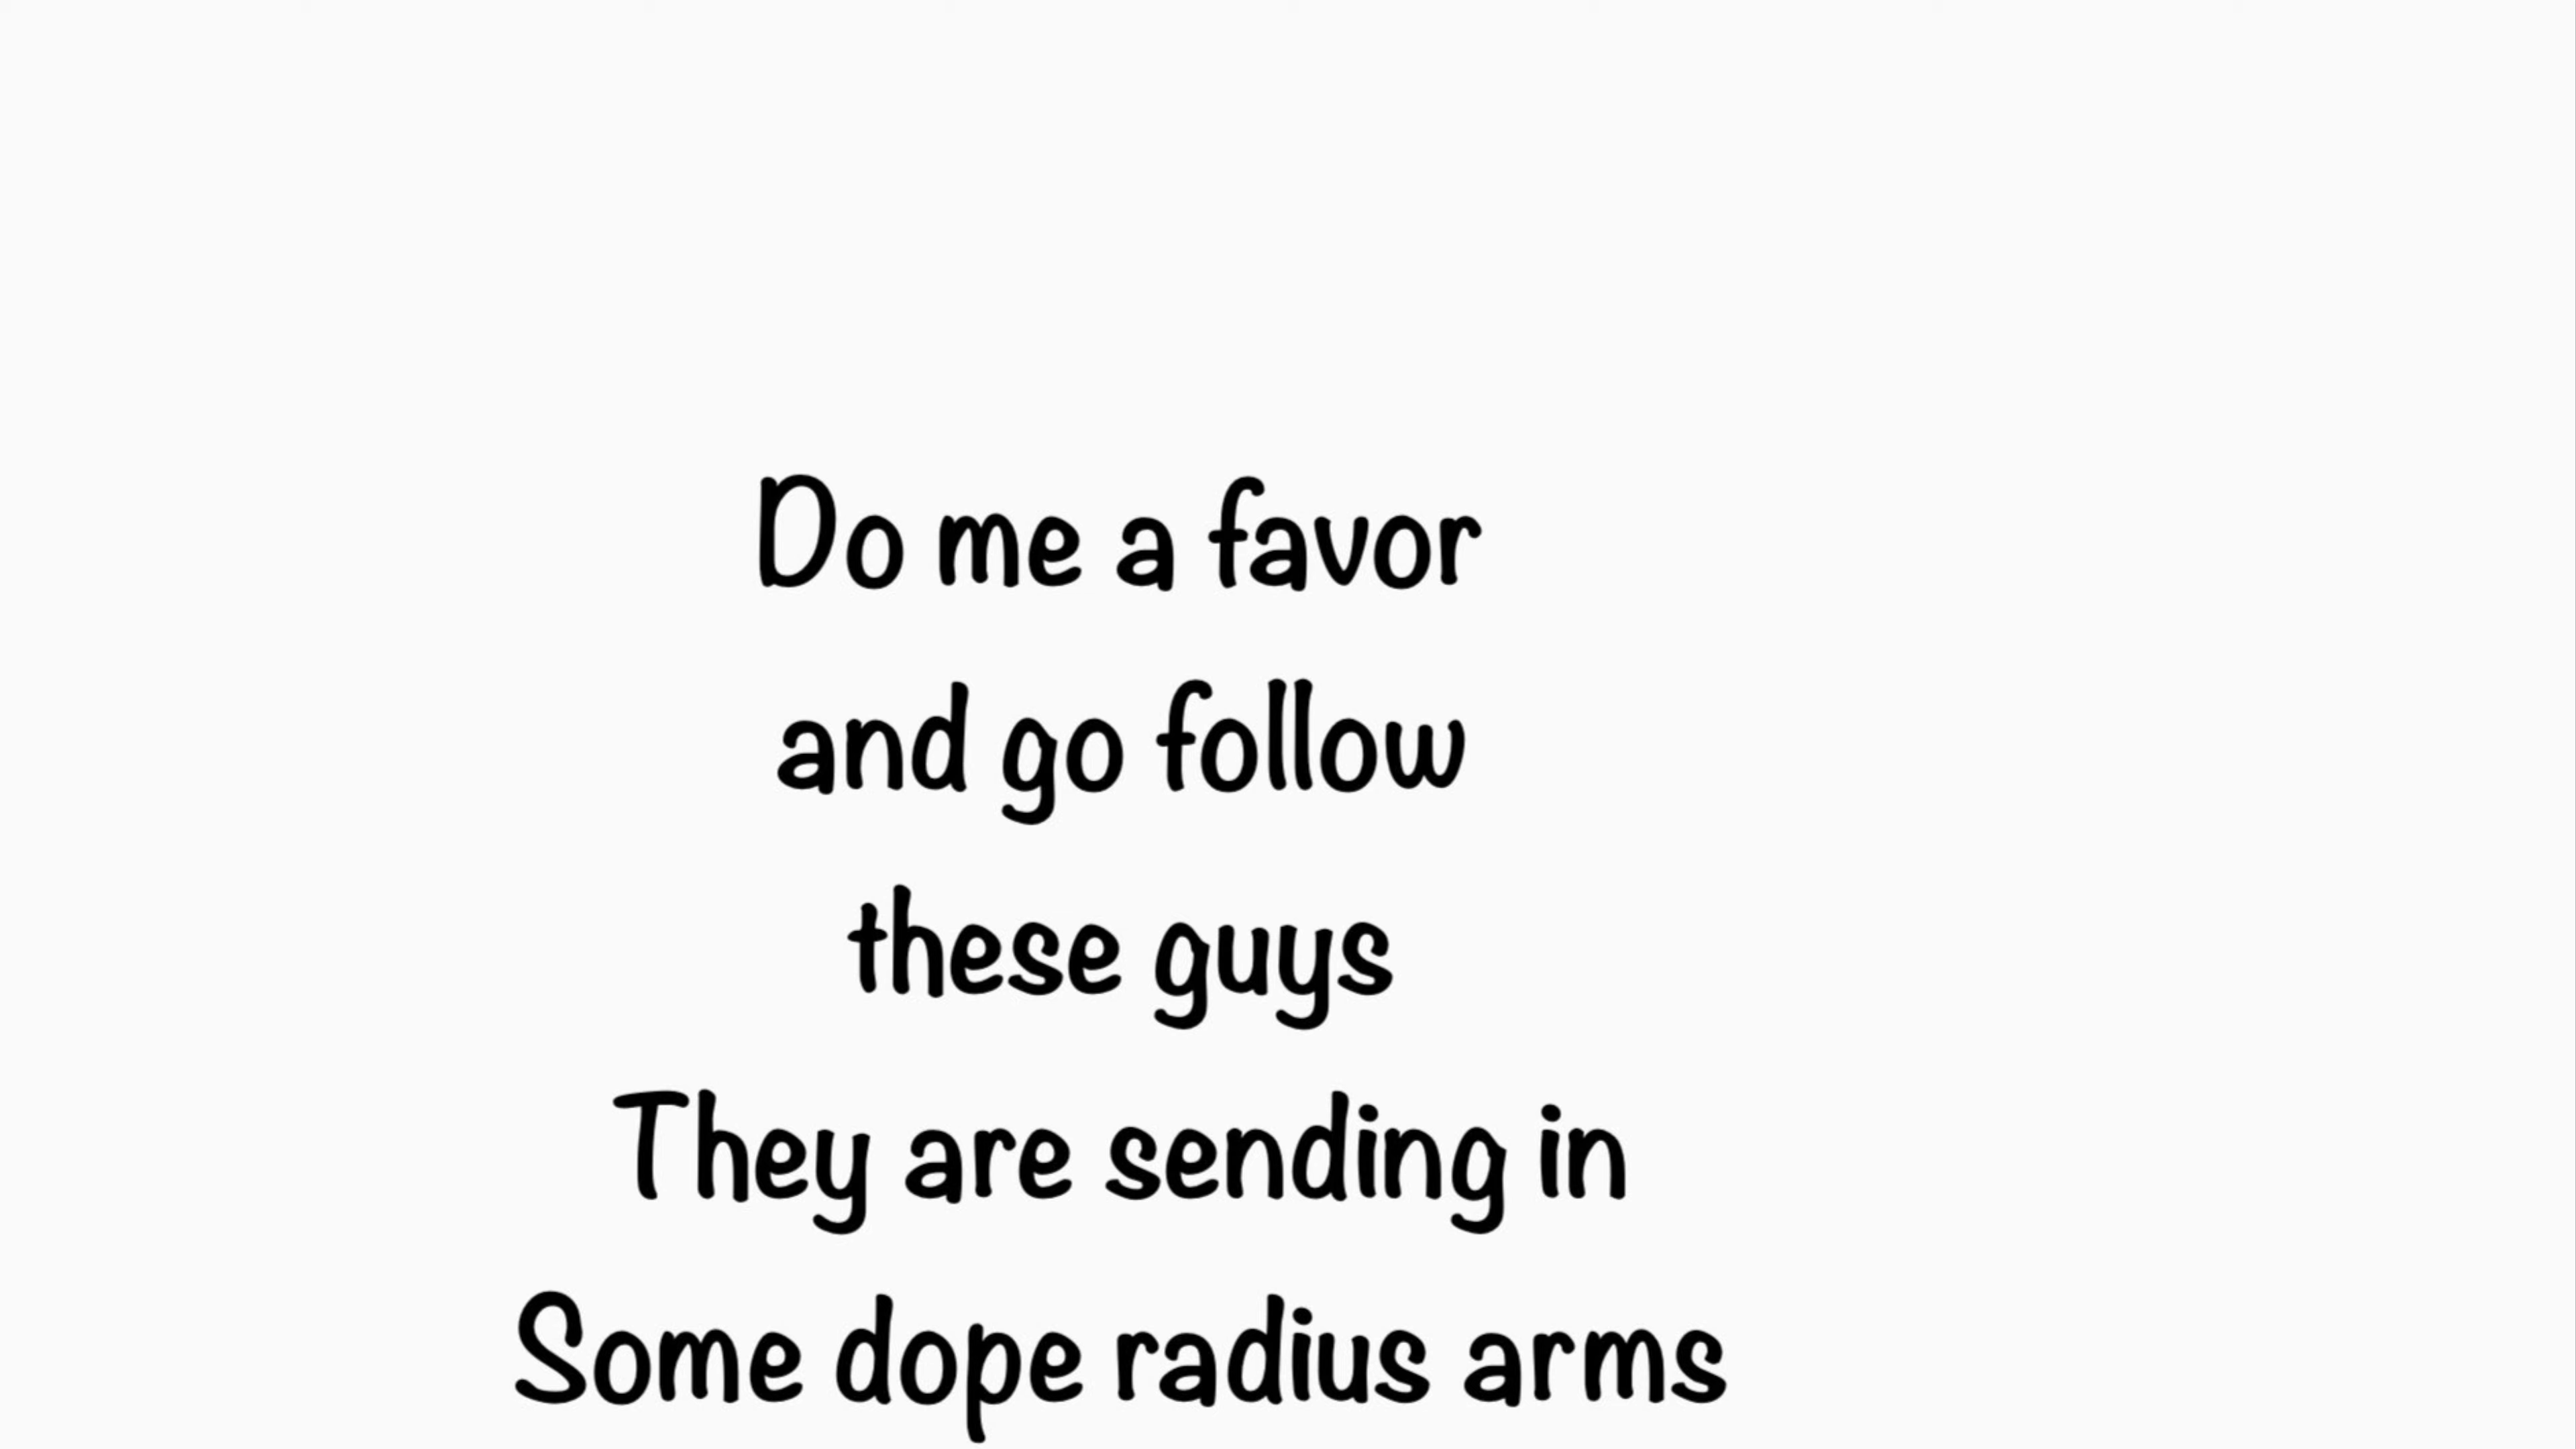 Do me a favor
and go follow
these guys
They are sending in
Some dope radius arms